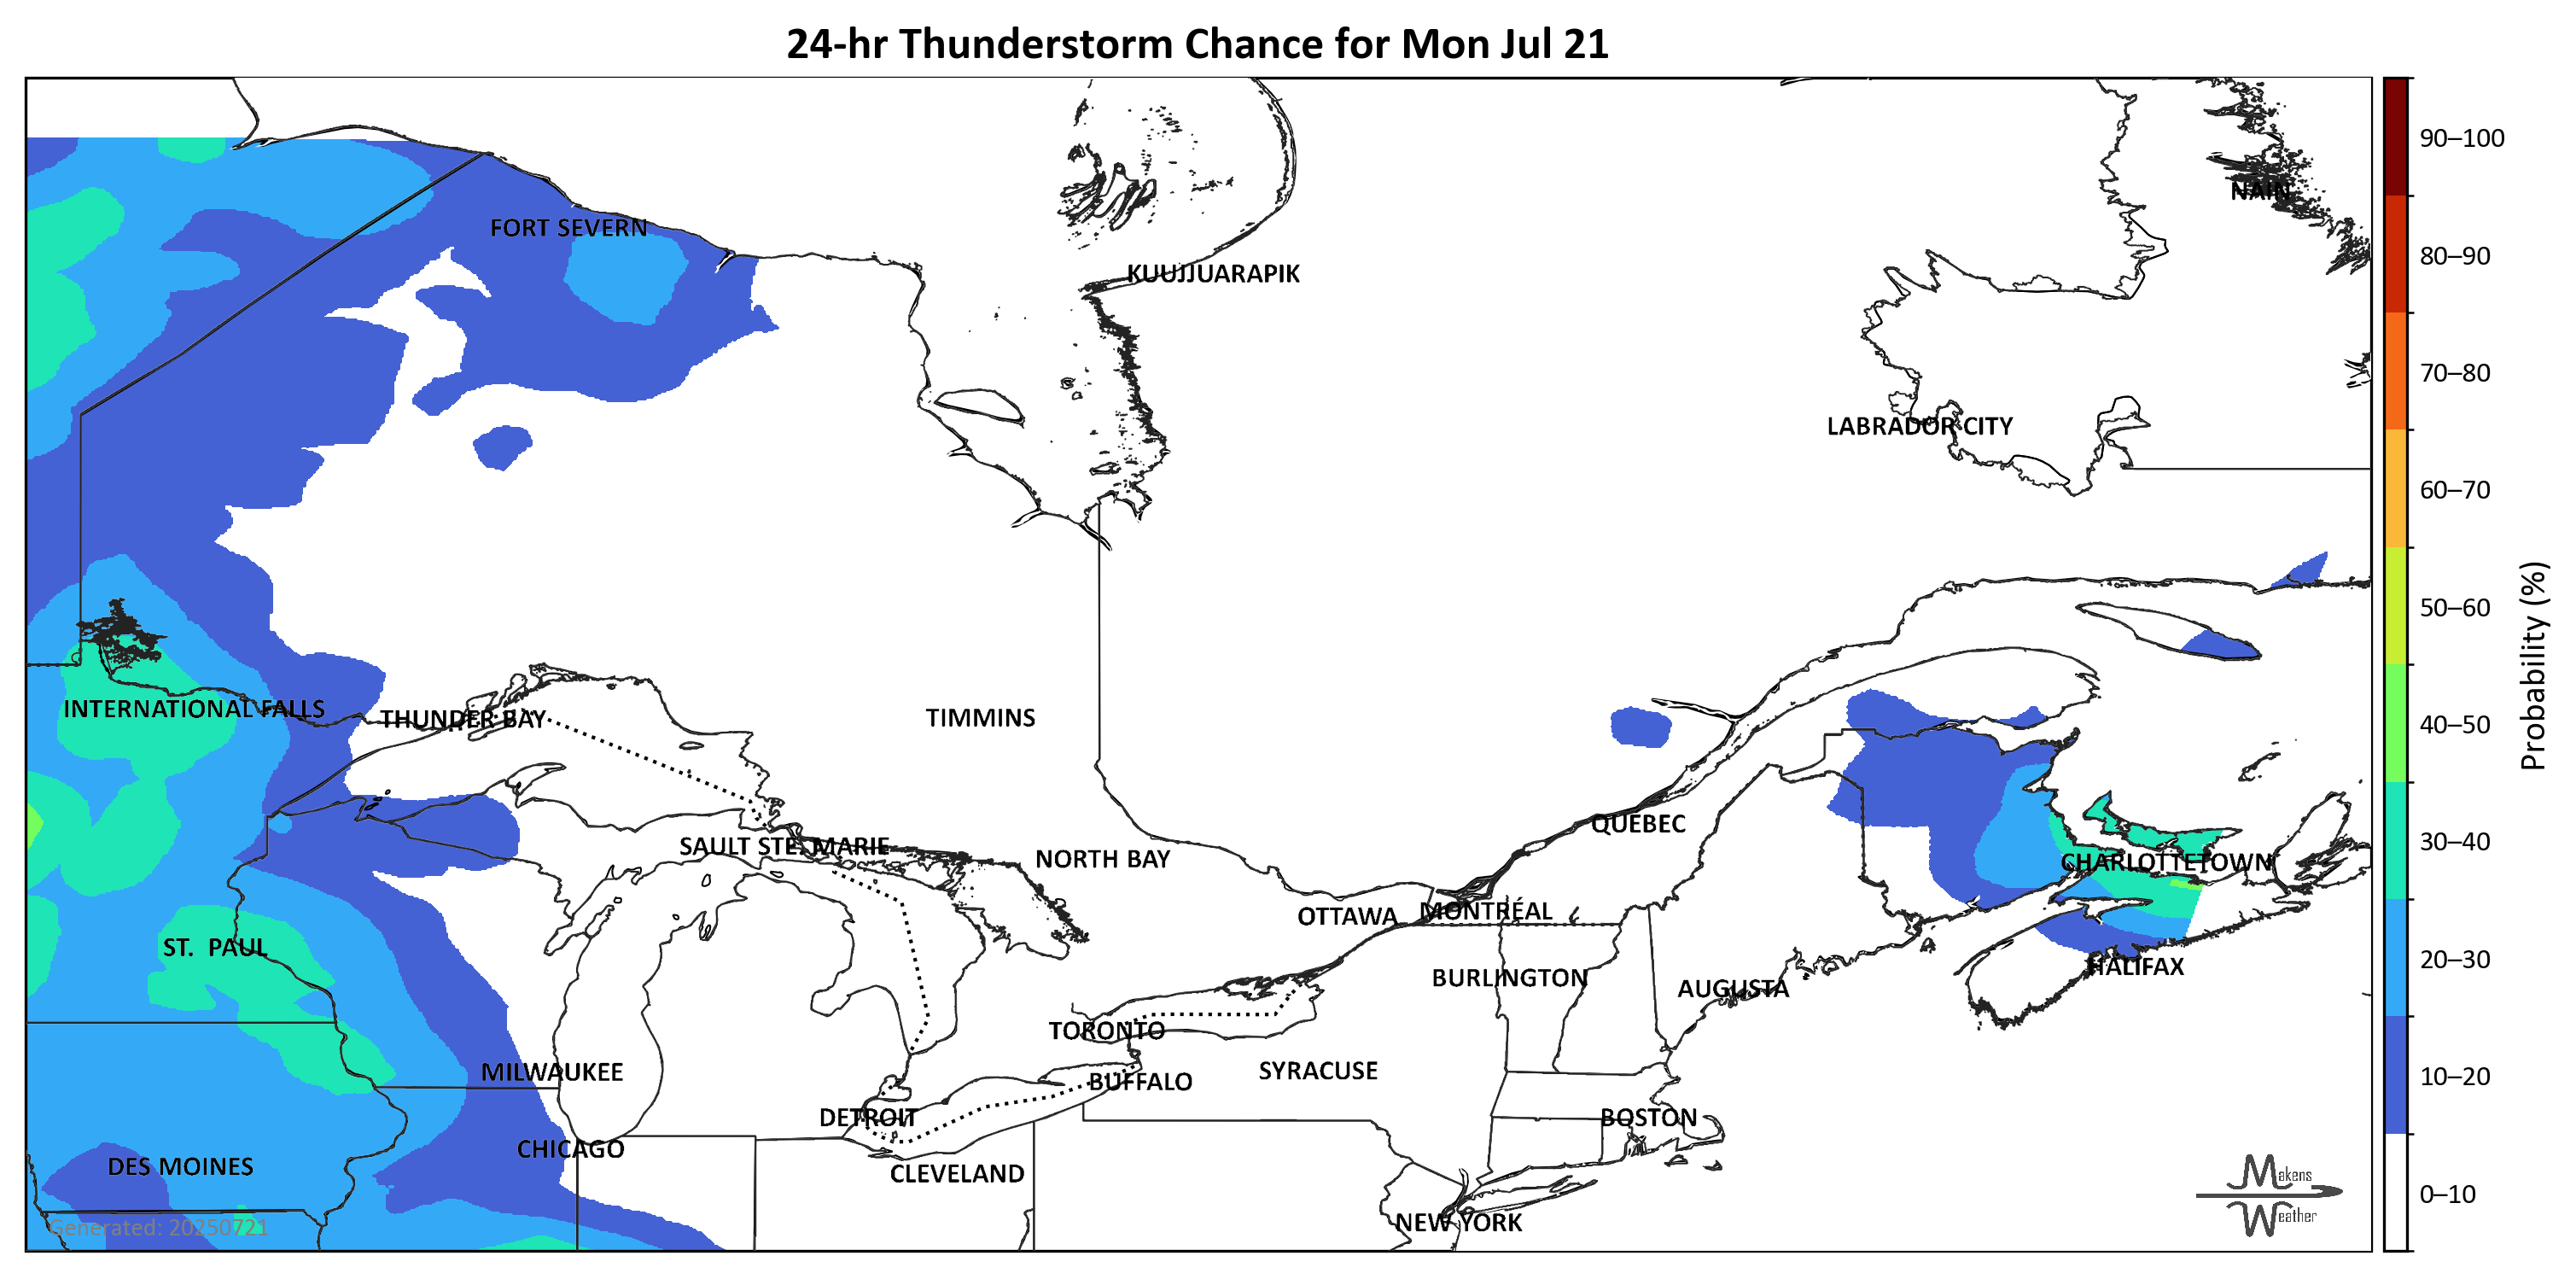 24-hr Thunderstorm Chance for Mon Jul 21
90–100
NAIN
FORT SEVERN
80–90
KUUJJUARAPIK
70–80
LABRADOR CITY
60–70
50–60
Probability (%)
INTERNATIONAL FALLS
THUNDER BAY
TIMMINS
40–50
QUEBEC
SAULT STE. MARIE
NORTH BAY
CHARLOTTETOWN
30–40
OTTAWA
MONTRÉAL
ST. PAUL
HALIFAX
20–30
BURLINGTON
AUGUSTA
TORONTO
MILWAUKEE
SYRACUSE
BUFFALO
10–20
DETROIT
BOSTON
CHICAGO
DES MOINES
CLEVELAND
Makens
Weather
0–10
NEW YORK
Generated: 20250721